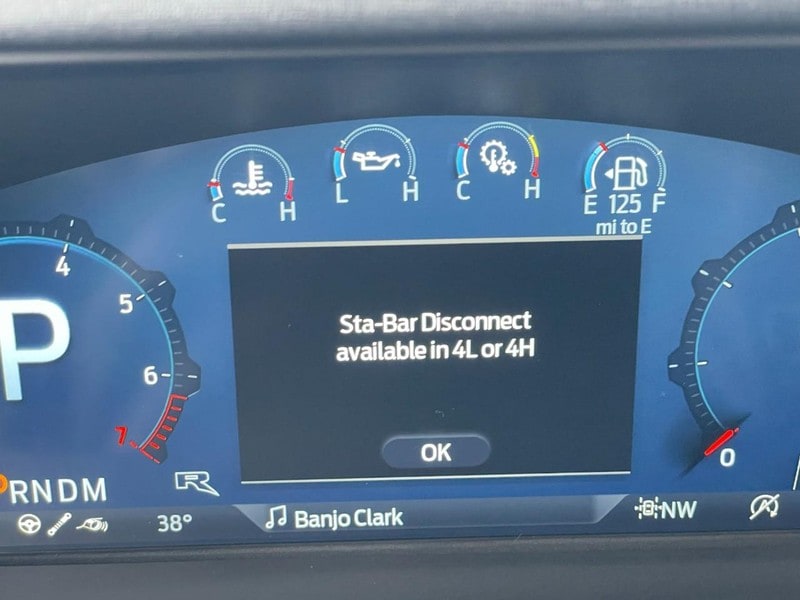 C H
L H
C H
E 125 F
mi to E
4
5
6
7
P
Sta-Bar Disconnect
available in 4L or 4H
OK
0
PRNDM
R
38°
Banjo Clark
NW